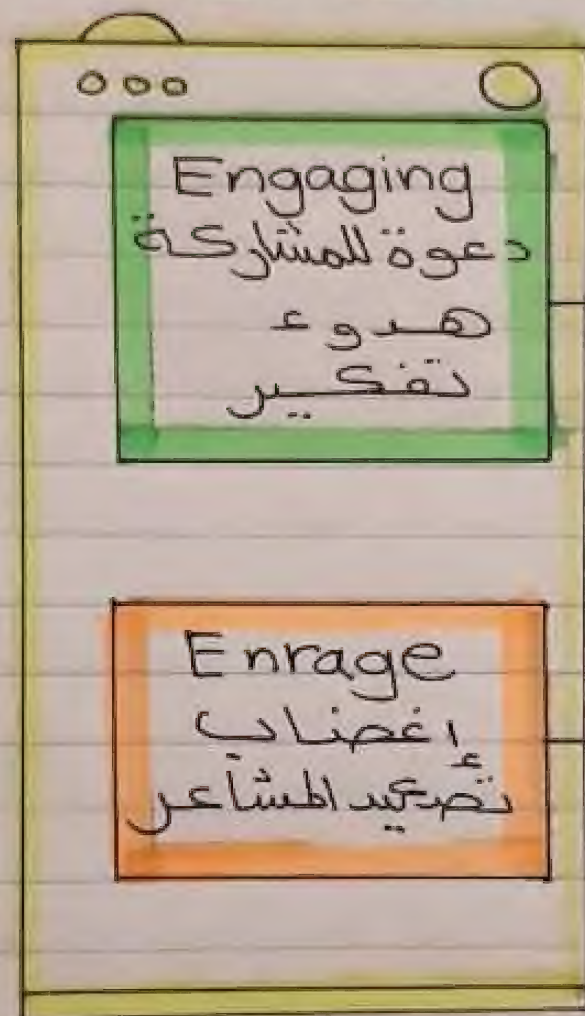 Engaging
دعوة للمشاركة
هدوء
تفكير
Enrage
إغضاب
تصعيد المشاعر